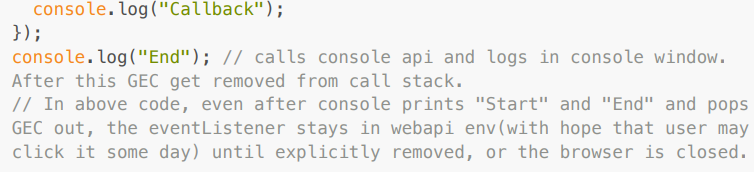 console.log("Callback");
});
console.log("End"); // calls console api and logs in console window.
After this GEC get removed from call stack.
// In above code, even after console prints "Start" and "End" and pops
GEC out, the eventListener stays in webapi env(with hope that user may
click it some day) until explicitly removed, or the browser is closed.